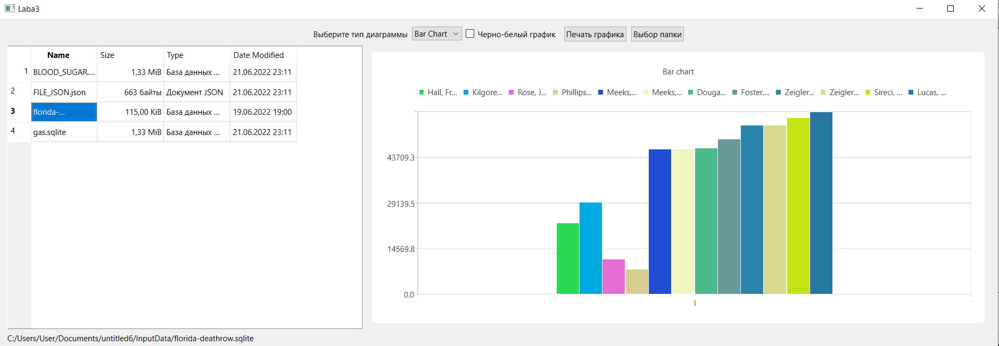 Laba3
Выберите тип диаграммы Bar Chart Черно-белый график Печать графика Выбор папки
Name Size Type Date Modified
1 BLOOD_SUGAR.... 1,33 MiB База данных ... 21.06.2022 23:11
2 FILE_JSON.json 663 байты Документ JSON 21.06.2022 23:11
3 florida-... 115,00 KiB База данных ... 19.06.2022 19:00
4 gas.sqlite 1,33 MiB База данных ... 21.06.2022 23:11
Bar chart
Hall, Fr... Kilgore... Rose, J... Phillips... Meeks,... Meeks,... Douga... Foster,... Zeigler... Zeigler... Sireci, ... Lucas, ...
43709.3
29139.5
14569.8
0.0
1
C:/Users/User/Documents/untitled6/InputData/florida-deathrow.sqlite